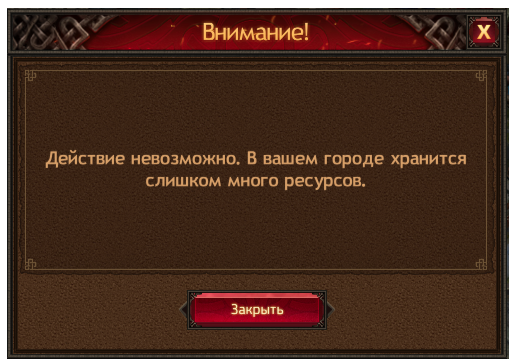 Внимание!
X
Действие невозможно. В вашем городе хранится
слишком много ресурсов.
Закрыть